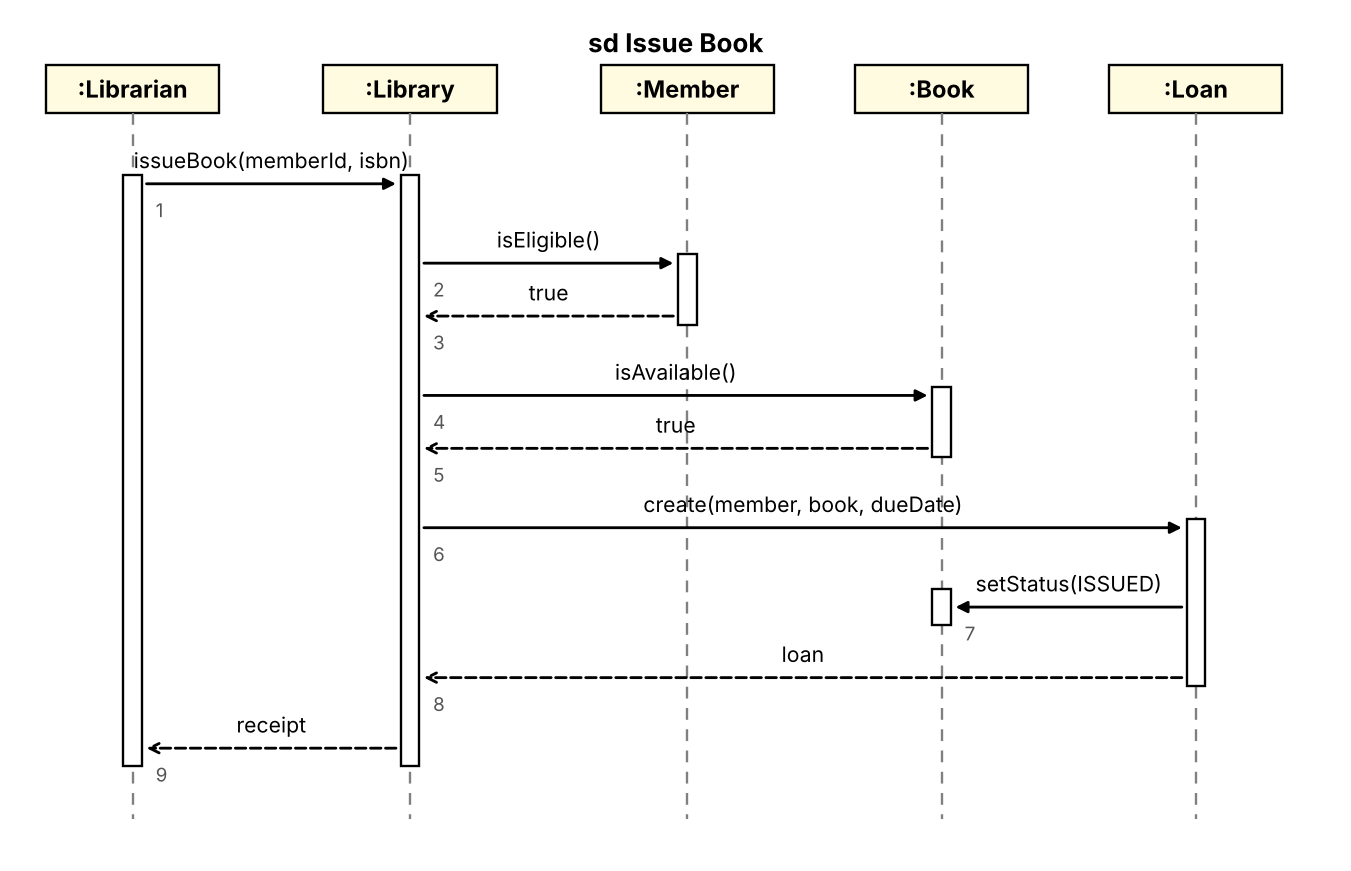 sd Issue Book
:Librarian
:Library
:Member
:Book
:Loan
issueBook(memberId, isbn)
1
isEligible()
2
true
3
isAvailable()
4
true
5
create(member, book, dueDate)
6
setStatus(ISSUED)
7
loan
8
receipt
9